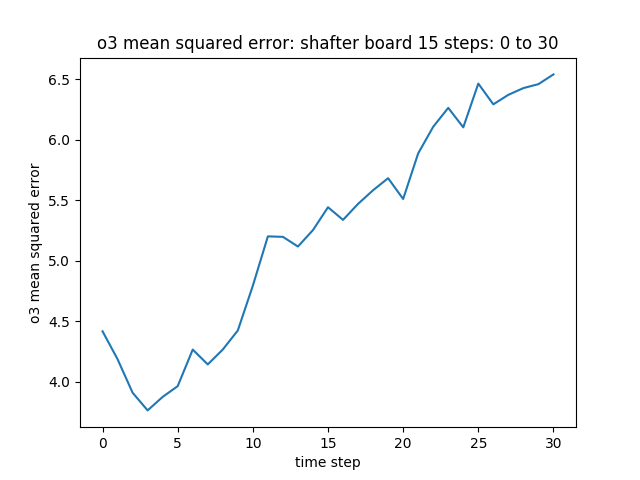 o3 mean squared error: shafter board 15 steps: 0 to 30
6.5
6.0
5.5
5.0
4.5
4.0
o3 mean squared error
0 5 10 15 20 25 30
time step